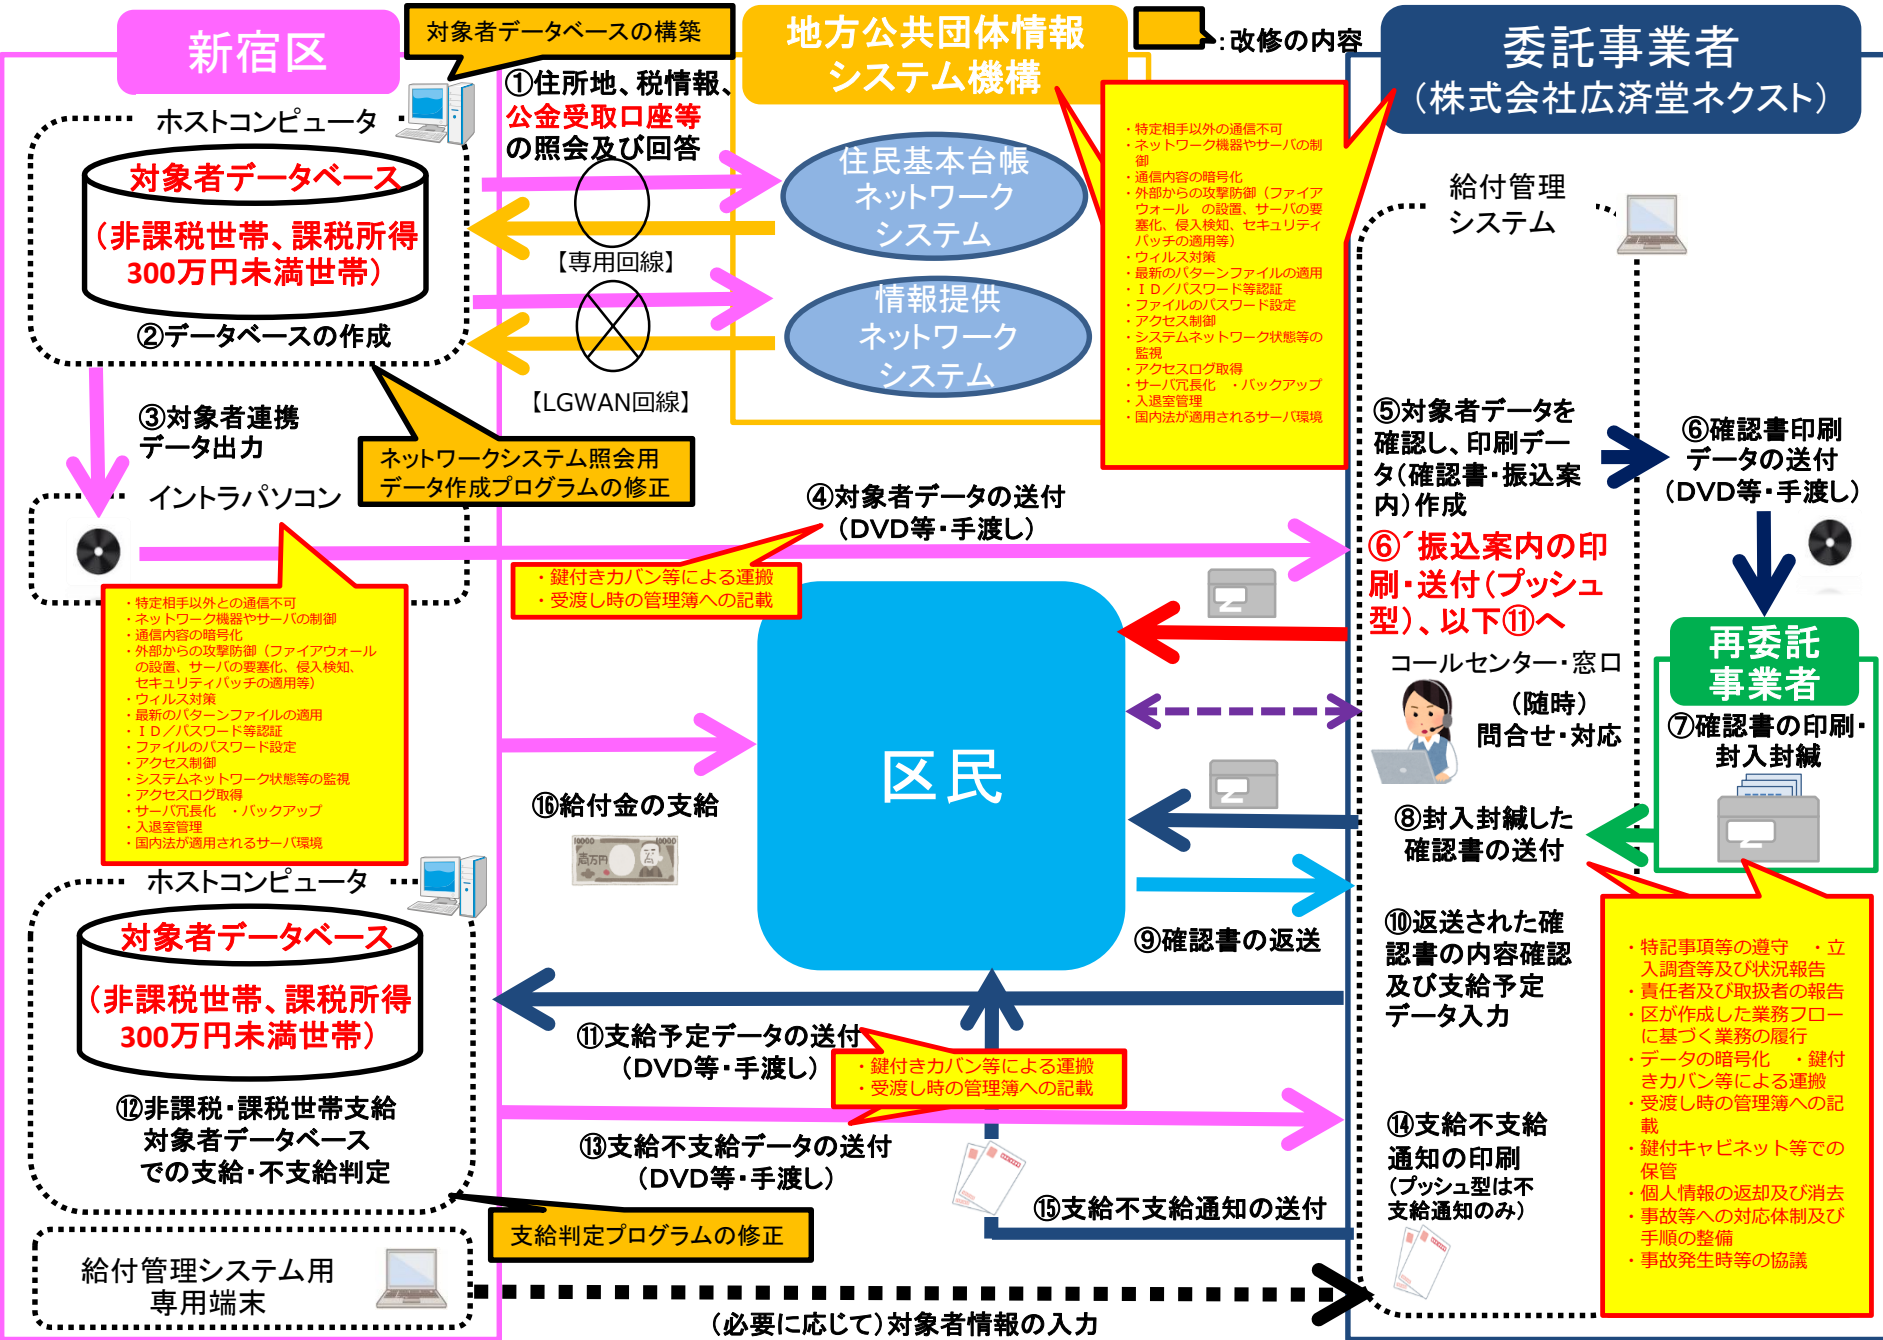 新宿区
対象者データベースの構築
地方公共団体情報
システム機構
:改修の内容
委託事業者
（株式会社広済堂ネクスト）
ホストコンピュータ
対象者データベース
（非課税世帯、課税所得
300万円未満世帯）
②データベースの作成
①住所地、税情報、
公金受取口座等
の照会及び回答
【専用回線】
【LGWAN回線】
住民基本台帳
ネットワーク
システム
情報提供
ネットワーク
システム
・特定相手以外の通信不可
・ネットワーク機器やサーバの制
御
・通信内容の暗号化
・外部からの攻撃防御（ファイア
ウォール　の設置、サーバの要
塞化、侵入検知、セキュリティ
パッチの適用等）
・ウィルス対策
・最新のパターンファイルの適用
・ＩＤ／パスワード等認証
・ファイルのパスワード設定
・アクセス制御
・システムネットワーク状態等の
監視
・アクセスログ取得
・サーバ冗長化　・バックアップ
・入退室管理
・国内法が適用されるサーバ環境
給付管理
システム
③対象者連携
データ出力
ネットワークシステム照会用
データ作成プログラムの修正
イントラパソコン
④対象者データの送付
（DVD等・手渡し）
・鍵付きカバン等による運搬
・受渡し時の管理簿への記載
⑤対象者データを
確認し、印刷デー
タ（確認書・振込案
内）作成
⑥確認書印刷
データの送付
（DVD等・手渡し）
⑥´振込案内の印
刷・送付（プッシュ
型）、以下⑪へ
・特定相手以外との通信不可
・ネットワーク機器やサーバの制御
・通信内容の暗号化
・外部からの攻撃防御（ファイアウォール
の設置、サーバの要塞化、侵入検知、
セキュリティパッチの適用等）
・ウィルス対策
・最新のパターンファイルの適用
・ＩＤ／パスワード等認証
・ファイルのパスワード設定
・アクセス制御
・システムネットワーク状態等の監視
・アクセスログ取得
・サーバ冗長化　・バックアップ
・入退室管理
・国内法が適用されるサーバ環境
区民
コールセンター・窓口
（随時）
問合せ・対応
再委託
事業者
⑦確認書の印刷・
封入封緘
⑯給付金の支給
10000
10000
壱万円
⑧封入封緘した
確認書の送付
⑨確認書の返送
⑩返送された確
認書の内容確認
及び支給予定
データ入力
・特記事項等の遵守　・立
入調査等及び状況報告
・責任者及び取扱者の報告
・区が作成した業務フロー
に基づく業務の履行
・データの暗号化　・鍵付
きカバン等による運搬
・受渡し時の管理簿への記
載
・鍵付キャビネット等での
保管
・個人情報の返却及び消去
・事故等への対応体制及び
手順の整備
・事故発生時等の協議
ホストコンピュータ
対象者データベース
（非課税世帯、課税所得
300万円未満世帯）
⑫非課税・課税世帯支給
対象者データベース
での支給・不支給判定
⑪支給予定データの送付
（DVD等・手渡し）
・鍵付きカバン等による運搬
・受渡し時の管理簿への記載
⑬支給不支給データの送付
（DVD等・手渡し）
⑭支給不支給
通知の印刷
（プッシュ型は不
支給通知のみ）
⑮支給不支給通知の送付
支給判定プログラムの修正
給付管理システム用
専用端末
（必要に応じて）対象者情報の入力